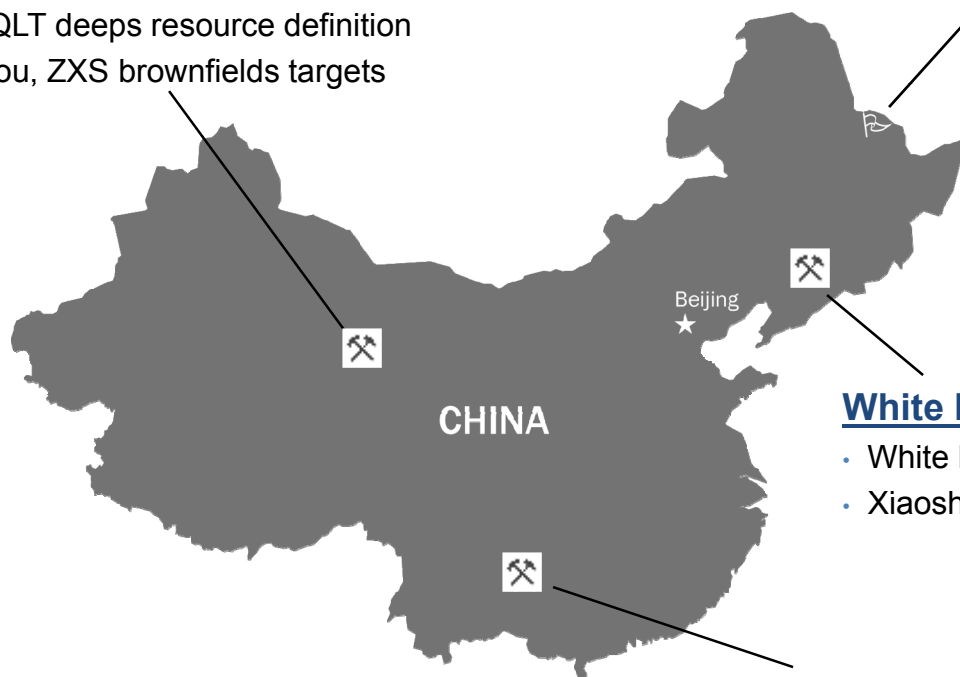 QLT deeps resource definition
ou, ZXS brownfields targets
Beijing
CHINA
White
• White
• Xiaosh